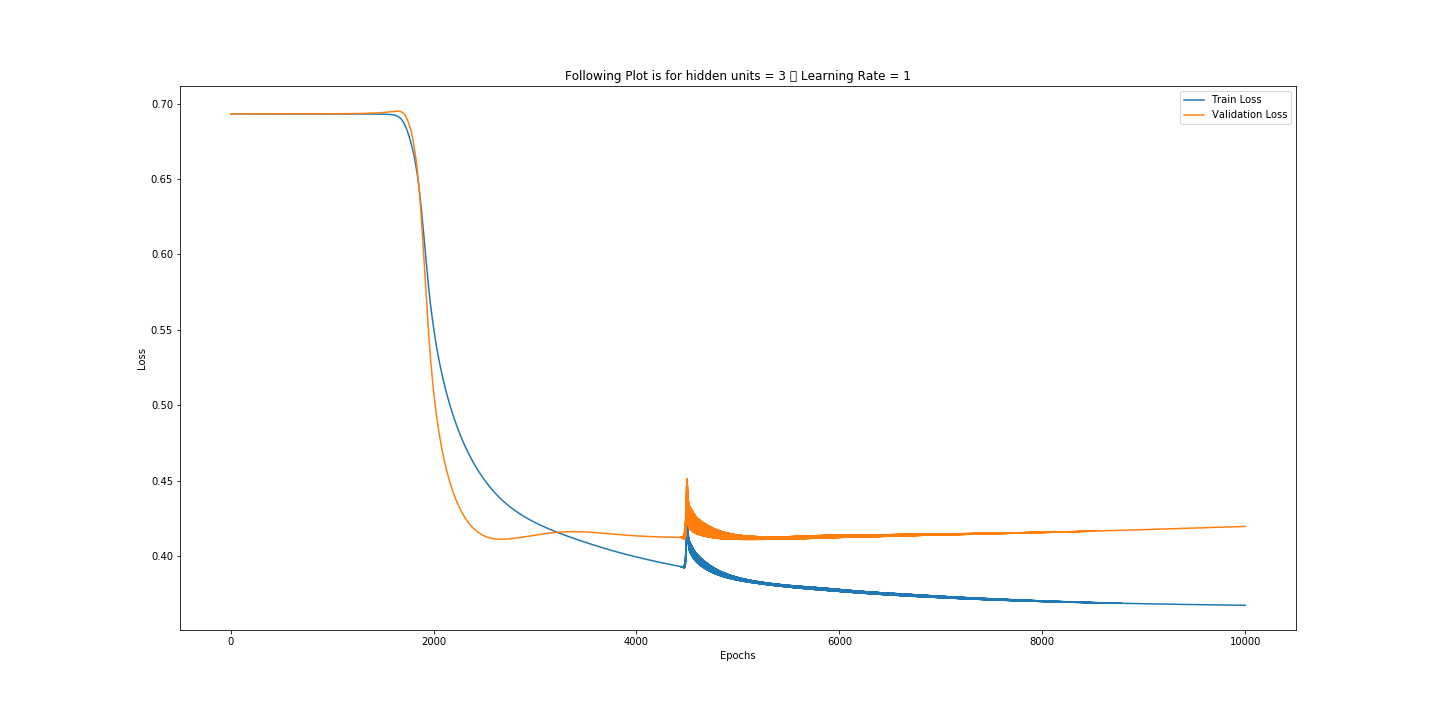 Following Plot is for hidden units = 3 ▯ Learning Rate = 1
Train Loss
Validation Loss
0.70
0.65
0.60
0.55
0.50
0.45
0.40
Loss
0 2000 4000 6000 8000 10000
Epochs